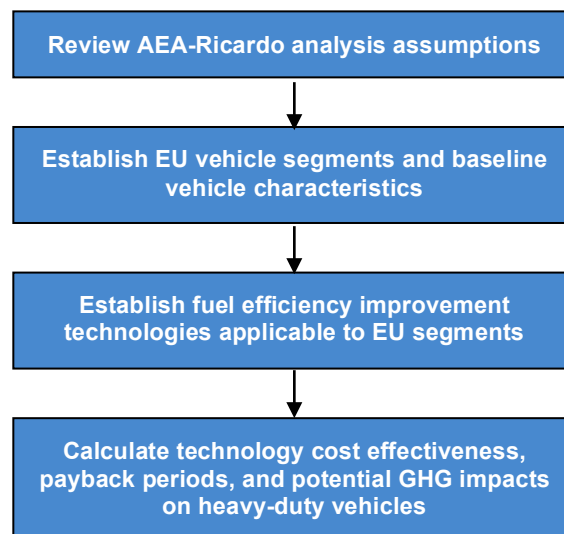 Review AEA-Ricardo analysis assumptions
Establish EU vehicle segments and baseline
vehicle characteristics
Establish fuel efficiency improvement
technologies applicable to EU segments
Calculate technology cost effectiveness,
payback periods, and potential GHG impacts
on heavy-duty vehicles